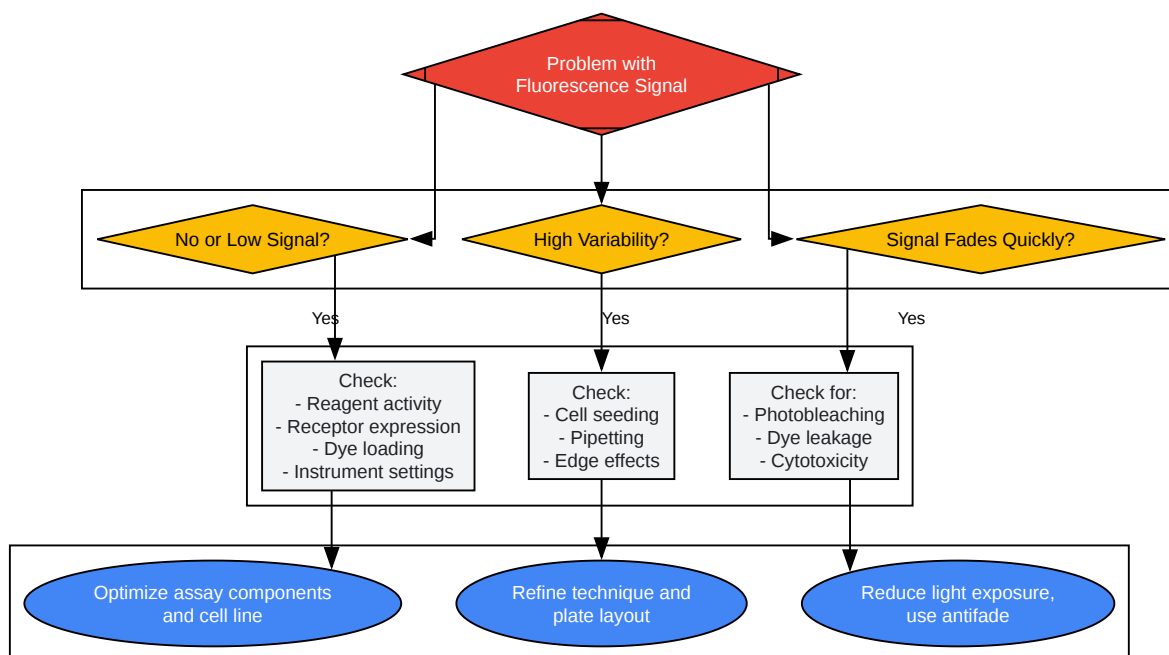 Problem with
Fluorescence Signal
No or Low Signal?
High Variability?
Signal Fades Quickly?
Yes
Yes
Yes
Check:
- Reagent activity
- Receptor expression
- Dye loading
- Instrument settings
Check:
- Cell seeding
- Pipetting
- Edge effects
Check for:
- Photobleaching
- Dye leakage
- Cytotoxicity
Optimize assay components
and cell line
Refine technique and
plate layout
Reduce light exposure,
use antifade